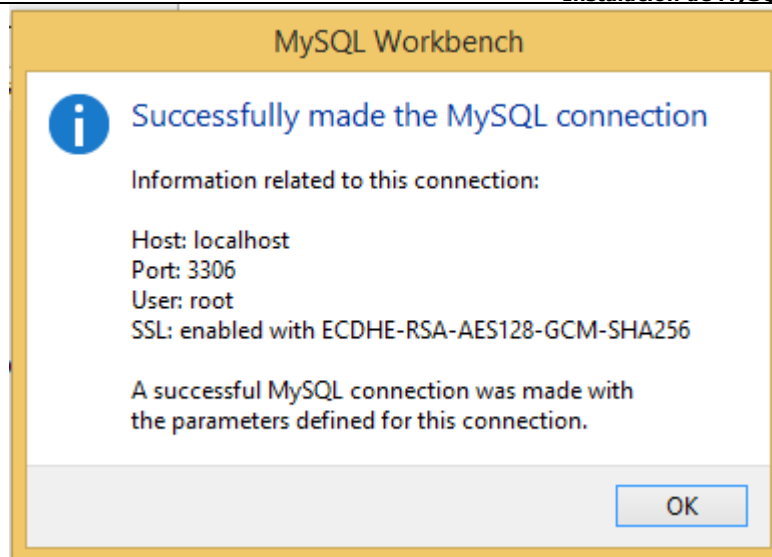 MySQL Workbench
Successfully made the MySQL connection
Information related to this connection:
Host: localhost
Port: 3306
User: root
SSL: enabled with ECDHE-RSA-AES128-GCM-SHA256
A successful MySQL connection was made with
the parameters defined for this connection.
OK